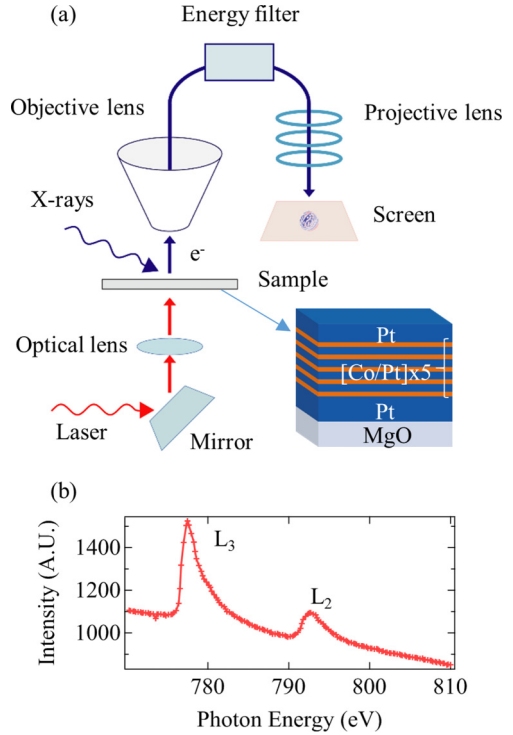 (a)
Energy filter
Objective lens
Projective lens
X-rays
e-
Screen
Sample
Optical lens
Laser
Mirror
Pt
[Co/Pt]x5
Pt
MgO
(b)
Intensity (A.U.)
1400
1200
1000
L3
L2
780
790
800
810
Photon Energy (eV)